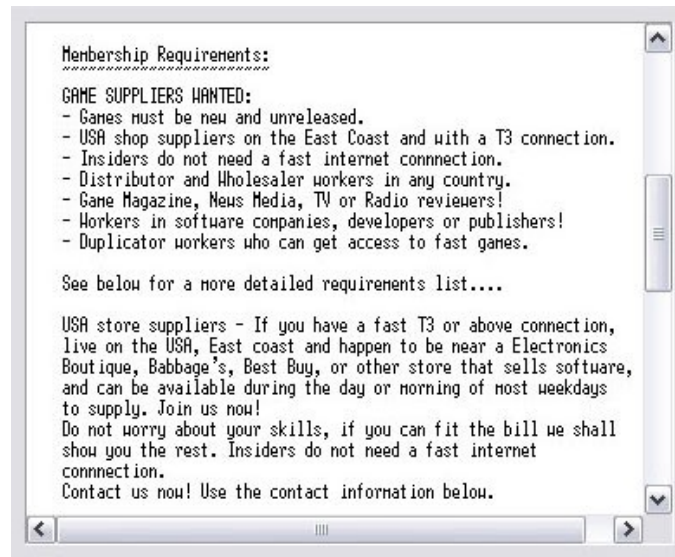 Membership Requirements:
~~~~~~~~~~~~~~~~~~~~~~~~
GAME SUPPLIERS WANTED:
- Games must be new and unreleased.
- USA shop suppliers on the East Coast and with a T3 connection.
- Insiders do not need a fast internet connnection.
- Distributor and Wholesaler workers in any country.
- Game Magazine, News Media, TV or Radio reviewers!
- Workers in software companies, developers or publishers!
- Duplicator workers who can get access to fast games.
See below for a more detailed requirements list....
USA store suppliers - If you have a fast T3 or above connection,
live on the USA, East coast and happen to be near a Electronics
Boutique, Babbage's, Best Buy, or other store that sells software,
and can be available during the day or morning of most weekdays
to supply. Join us now!
Do not worry about your skills, if you can fit the bill we shall
show you the rest. Insiders do not need a fast internet
connnection.
Contact us now! Use the contact information below.